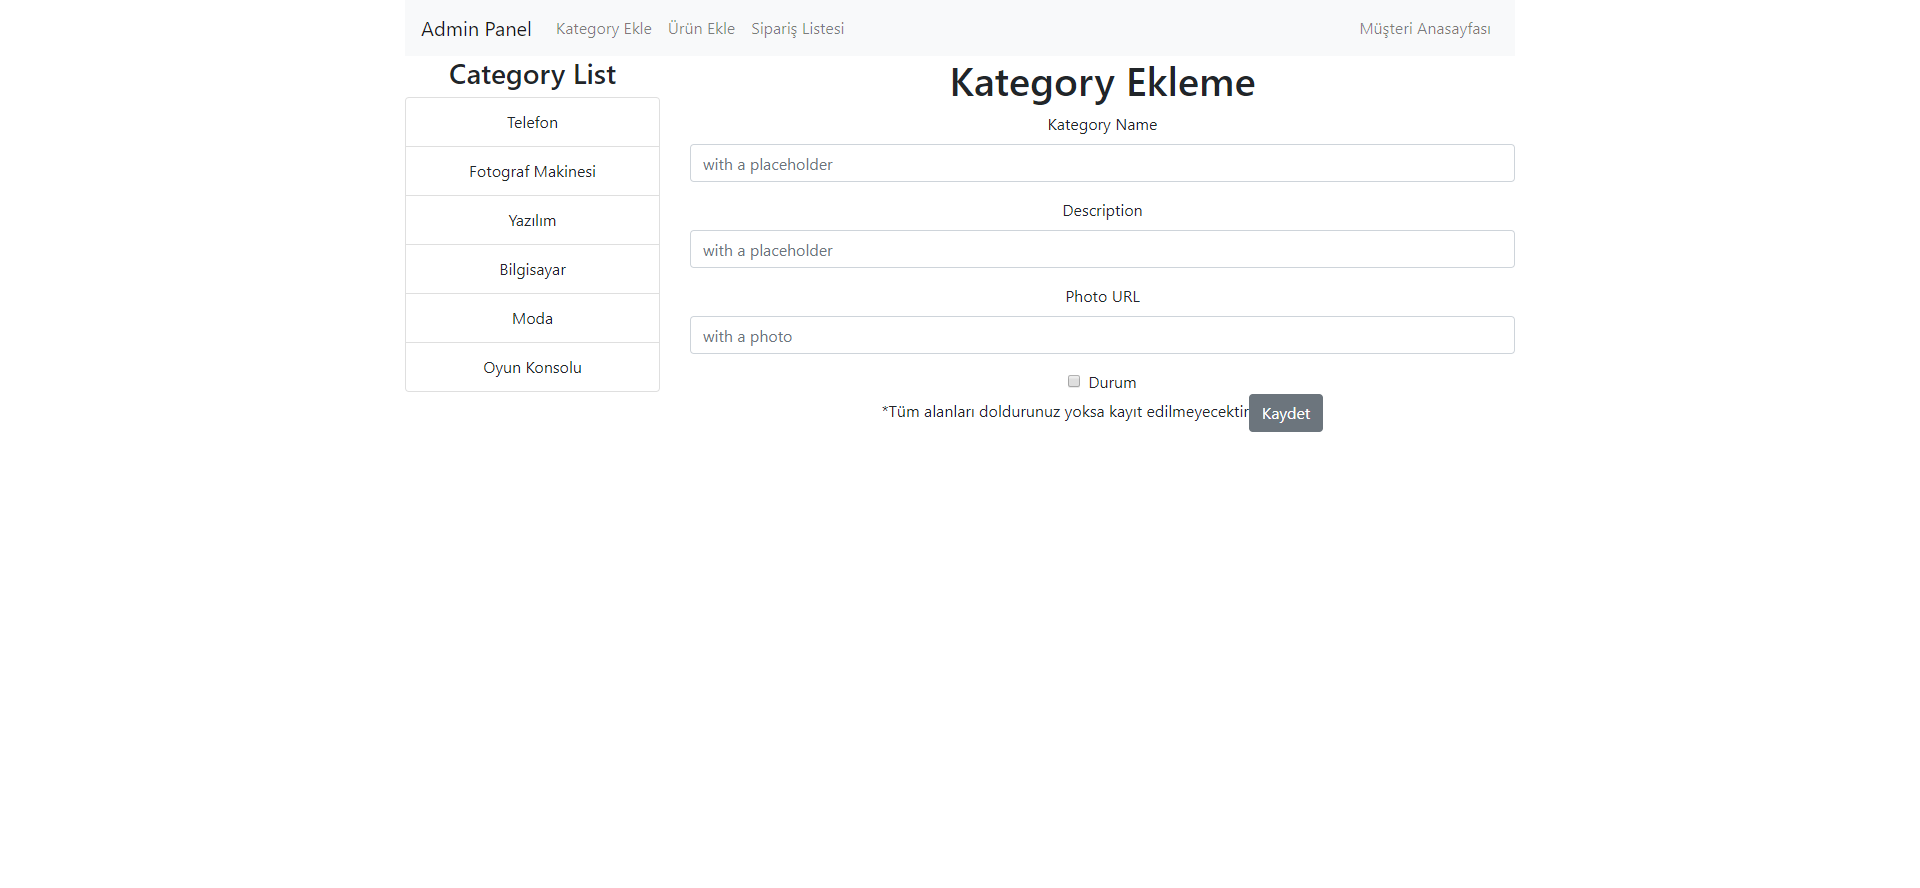 Admin Panel Kategory Ekle Ürün Ekle Sipariş Listesi Müşteri Anasayfası
Category List
Telefon
Fotograf Makinesi
Yazılım
Bilgisayar
Moda
Oyun Konsolu
Kategory Ekleme
Kategory Name
with a placeholder
Description
with a placeholder
Photo URL
with a photo
Durum
*Tüm alanları doldurunuz yoksa kayıt edilmeyecektir Kaydet